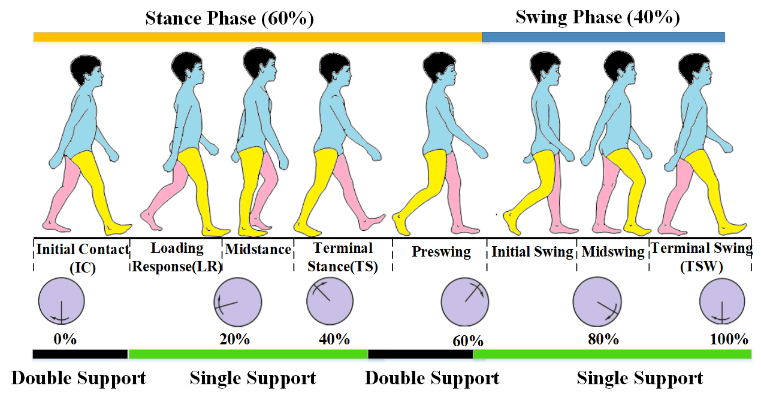 Stance Phase (60%)
Swing Phase (40%)
Initial Contact
(IC)
Loading
Response(LR)
Midstance
Terminal
Stance(TS)
Preswing
Initial Swing
Midswing
Terminal Swing
(TSW)
0%
20%
40%
60%
80%
100%
Double Support
Single Support
Double Support
Single Support